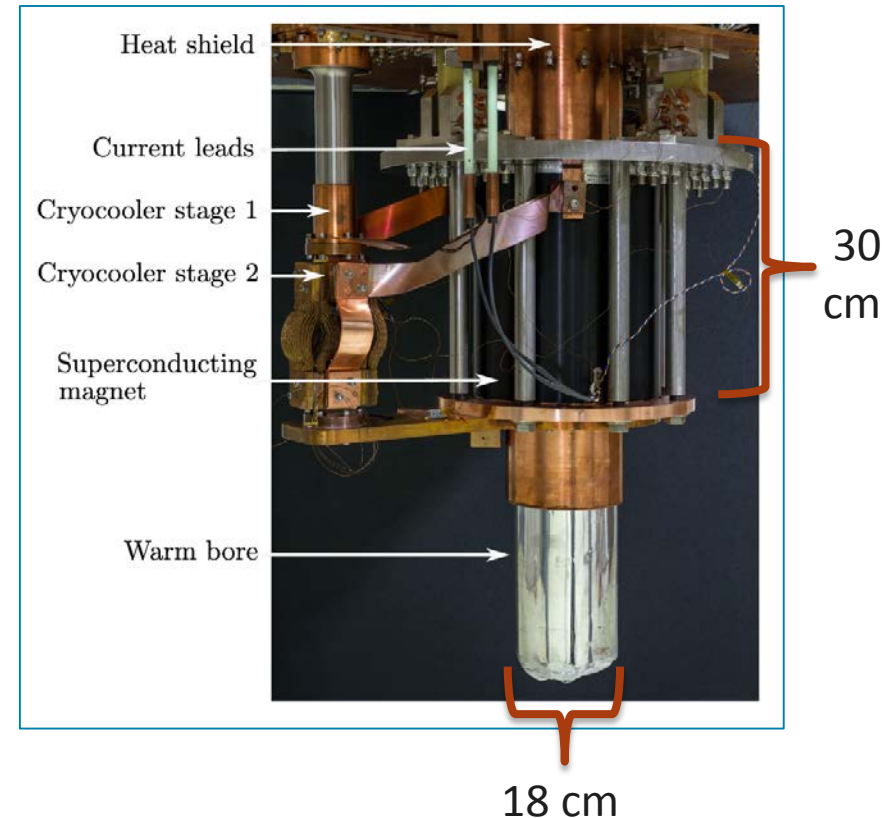 Heat shield
Current leads
Cryocooler stage 1
Cryocooler stage 2
Superconducting
magnet
Warm bore
30
cm
18 cm